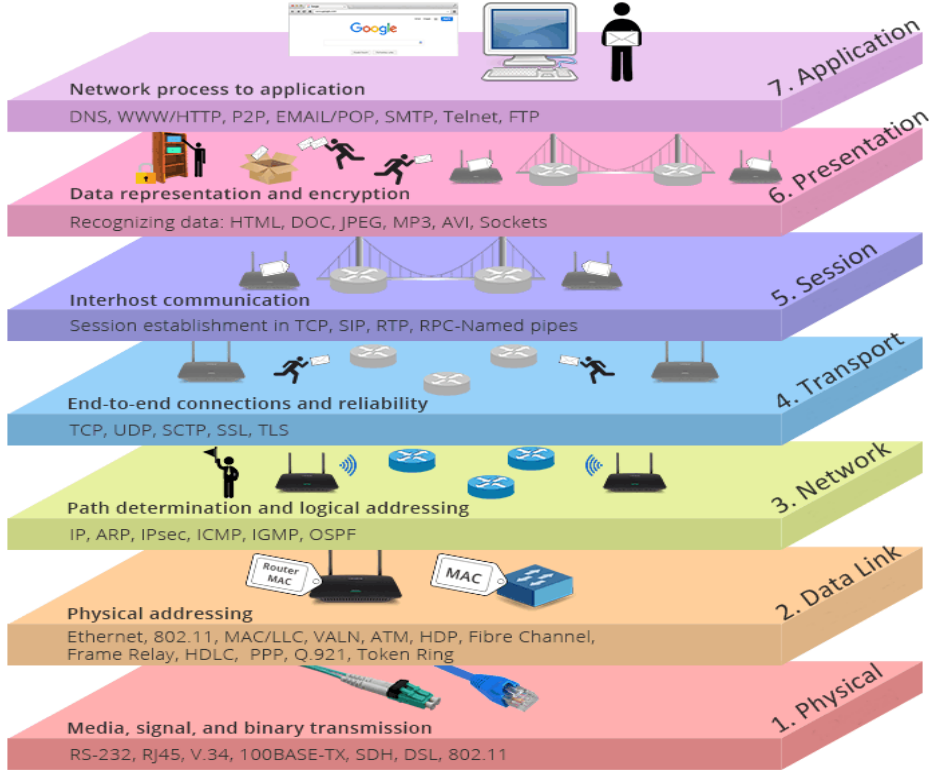 Google
7. Application
Network process to application
DNS, WWW/HTTP, P2P, EMAIL/POP, SMTP, Telnet, FTP
6. Presentation
Data representation and encryption
Recognizing data: HTML, DOC, JPEG, MP3, AVI, Sockets
5. Session
Interhost communication
Session establishment in TCP, SIP, RTP, RPC-Named pipes
4. Transport
End-to-end connections and reliability
TCP, UDP, SCTP, SSL, TLS
3. Network
Path determination and logical addressing
IP, ARP, IPsec, ICMP, IGMP, OSPF
2. Data Link
Router
MAC
MAC
Physical addressing
Ethernet, 802.11, MAC/LLC, VALN, ATM, HDP, Fibre Channel,
Frame Relay, HDLC, PPP, Q.921, Token Ring
1. Physical
Media, signal, and binary transmission
RS-232, RJ45, V.34, 100BASE-TX, SDH, DSL, 802.11